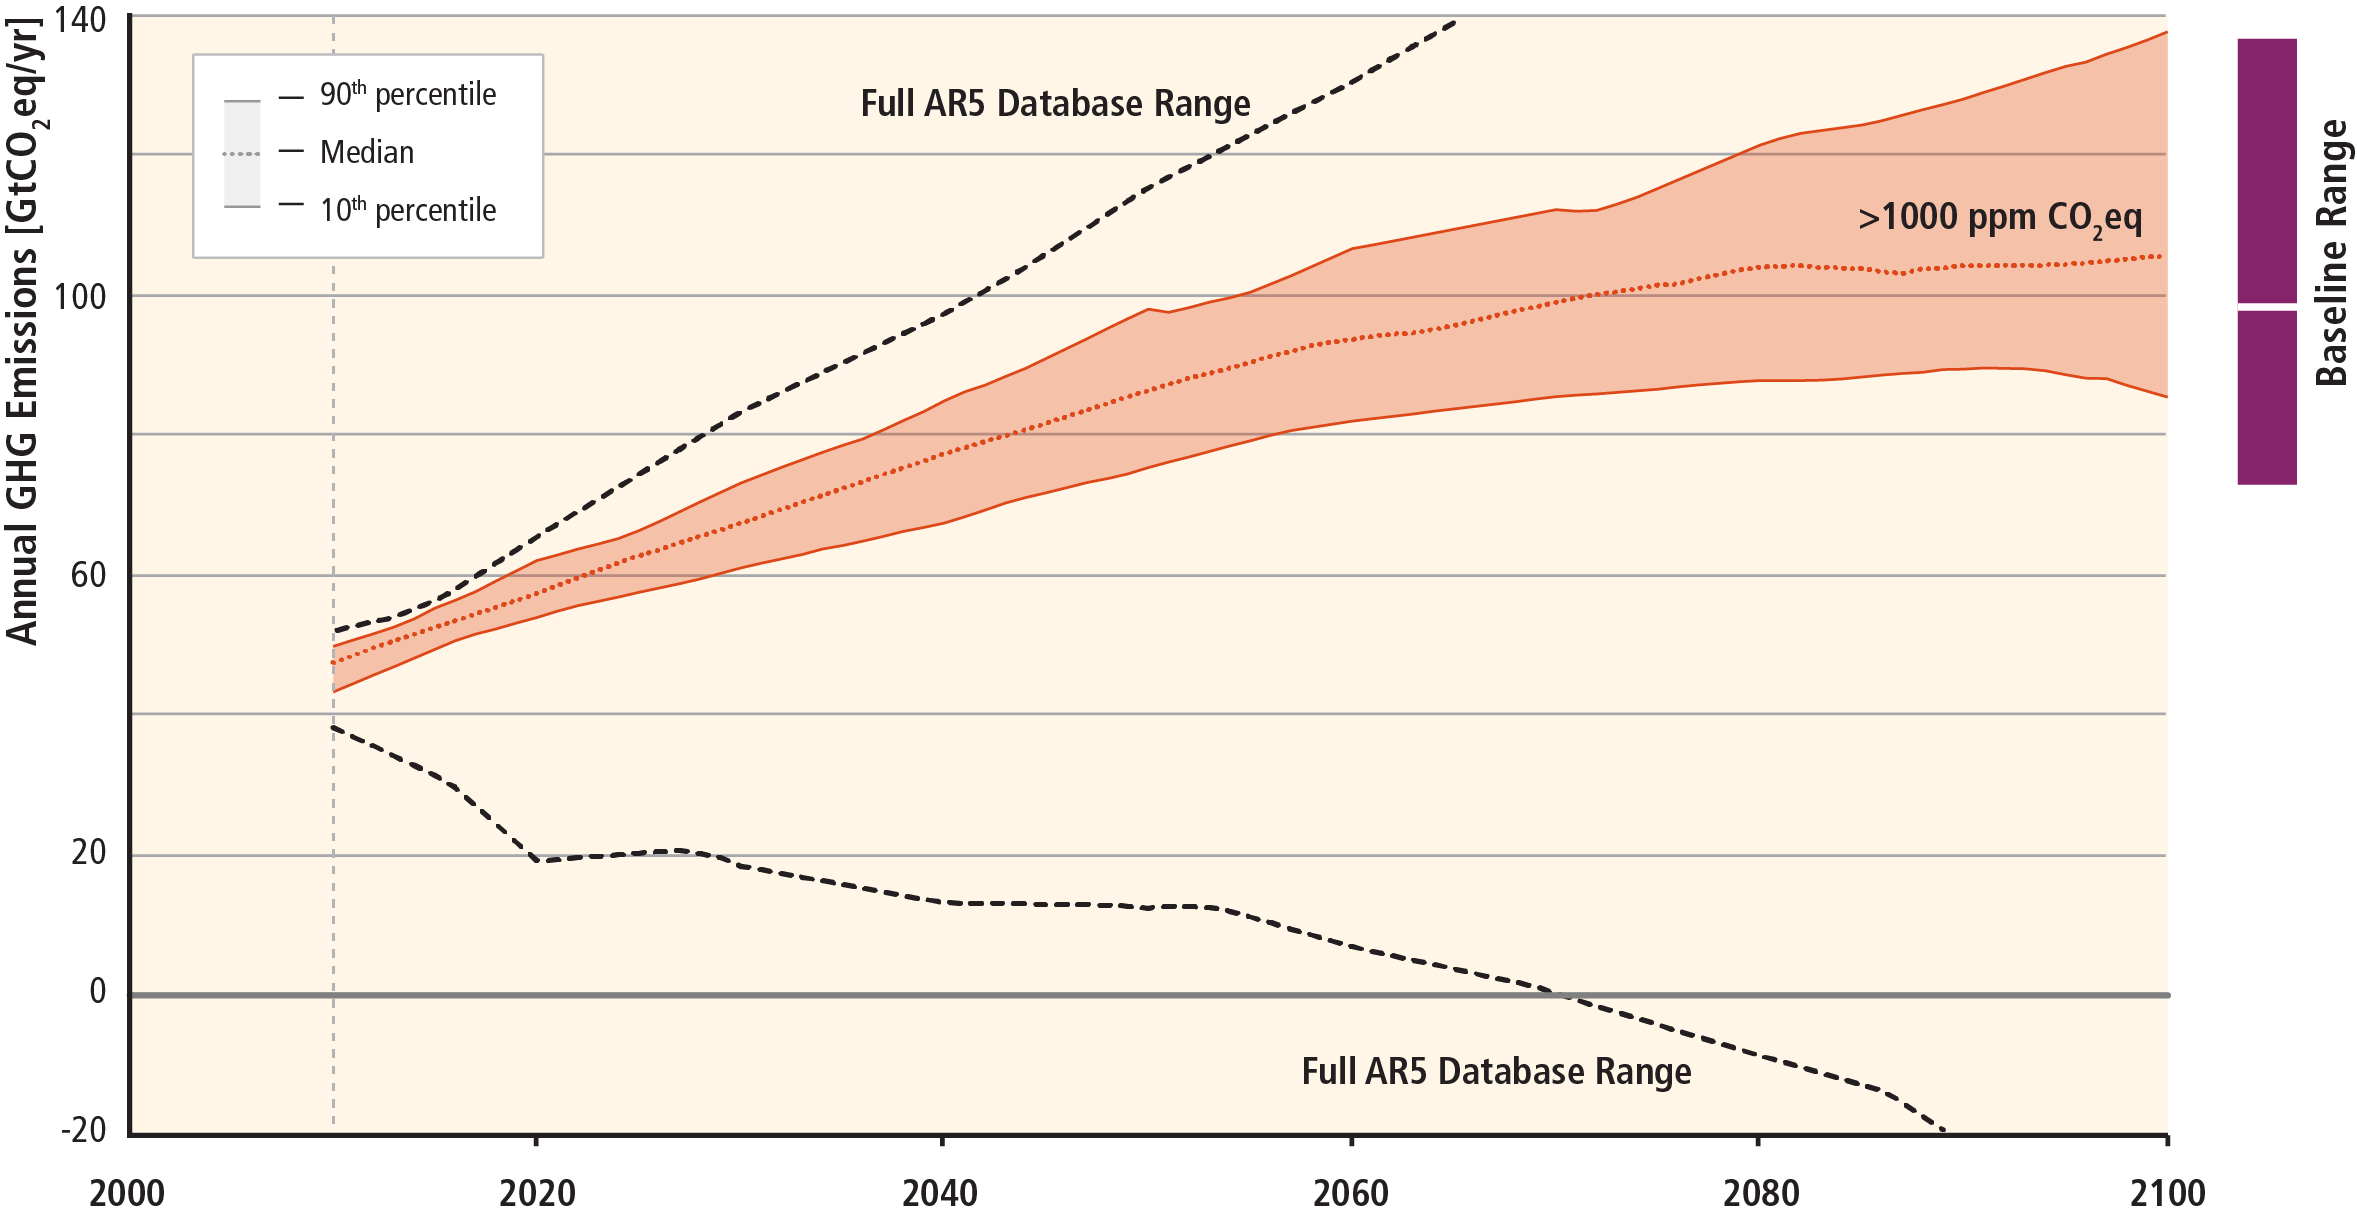 Annual GHG Emissions [GtCO₂eq/yr]
140
100
60
20
0
-20
90th percentile
Median
10th percentile
Full AR5 Database Range
>1000 ppm CO₂eq
Full AR5 Database Range
Baseline Range
2000
2020
2040
2060
2080
2100